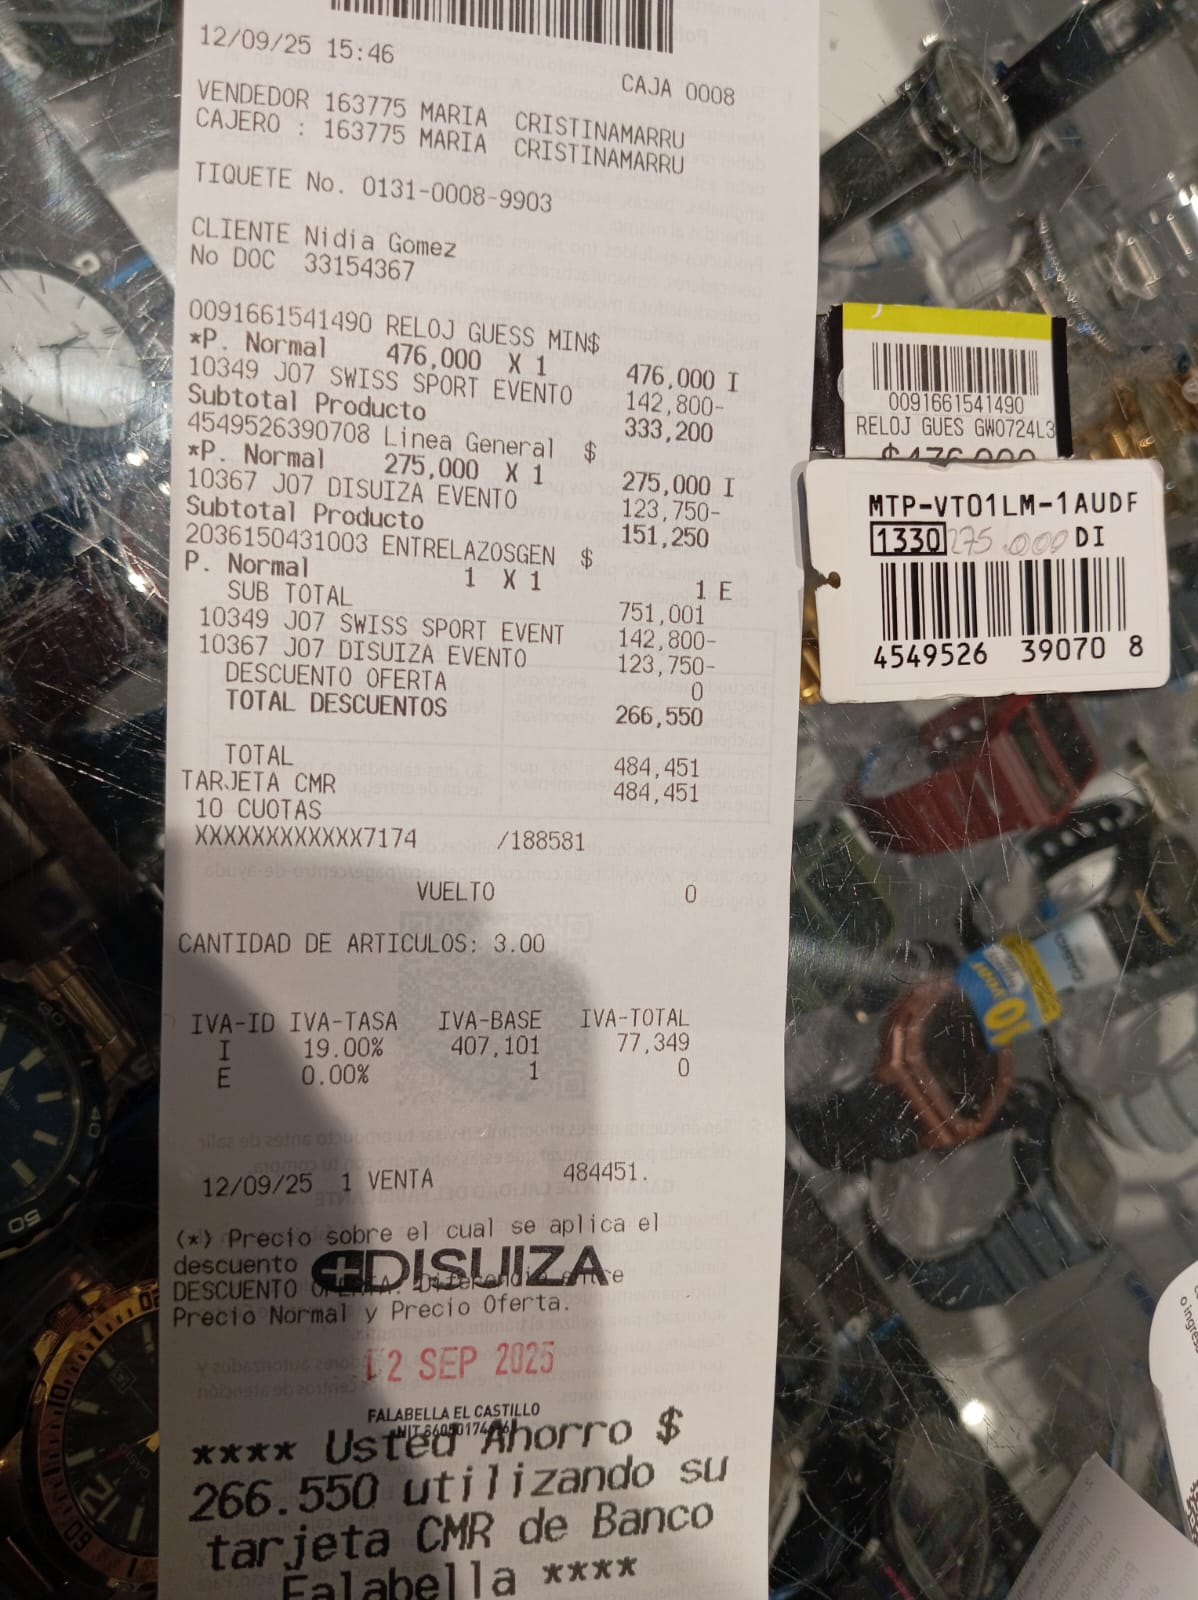 12/09/25 15:46
CAJA 0008
VENDEDOR 163775 MARIA CRISTINAMARRU
CAJERO : 163775 MARIA CRISTINAMARRU
TIQUETE No. 0131-0008-9903
CLIENTE Nidia Gomez
No DOC 33154367
0091661541490 RELOJ GUESS MIN$
*P. Normal 476,000 X 1 476,000 I
10349 J07 SWISS SPORT EVENTO 142,800-
Subtotal Producto 333,200
4549526390708 Linea General $
*P. Normal 275,000 X 1 275,000 I
10367 J07 DISUIZA EVENTO 123,750-
Subtotal Producto 151,250
2036150431003 ENTRELAZOSGEN $
P. Normal 1 X 1 1 E
SUB TOTAL 751,001
10349 J07 SWISS SPORT EVENT 142,800-
10367 J07 DISUIZA EVENTO 123,750-
DESCUENTO OFERTA 0
TOTAL DESCUENTOS 266,550
TOTAL 484,451
TARJETA CMR 484,451
10 CUOTAS
XXXXXXXXXXXX7174 /188581
VUELTO 0
CANTIDAD DE ARTICULOS: 3.00
IVA-ID IVA-TASA IVA-BASE IVA-TOTAL
I 19.00% 407,101 77,349
E 0.00% 1 0
12/09/25 1 VENTA 484451.
(*) Precio sobre el cual se aplica el
descuento
DISUIZA
DESCUENTO OFERTA: Diferencia entre
Precio Normal y Precio Oferta.
12 SEP 2025
FALABELLA EL CASTILLO
**** Usted Ahorro $
266.550 utilizando su
tarjeta CMR de Banco
Falabella ****
0091661541490
RELOJ GUES GW0724L3
$476,000
MTP-VT01LM-1AUDF
1330 275.000 DI
4549526 39070 8